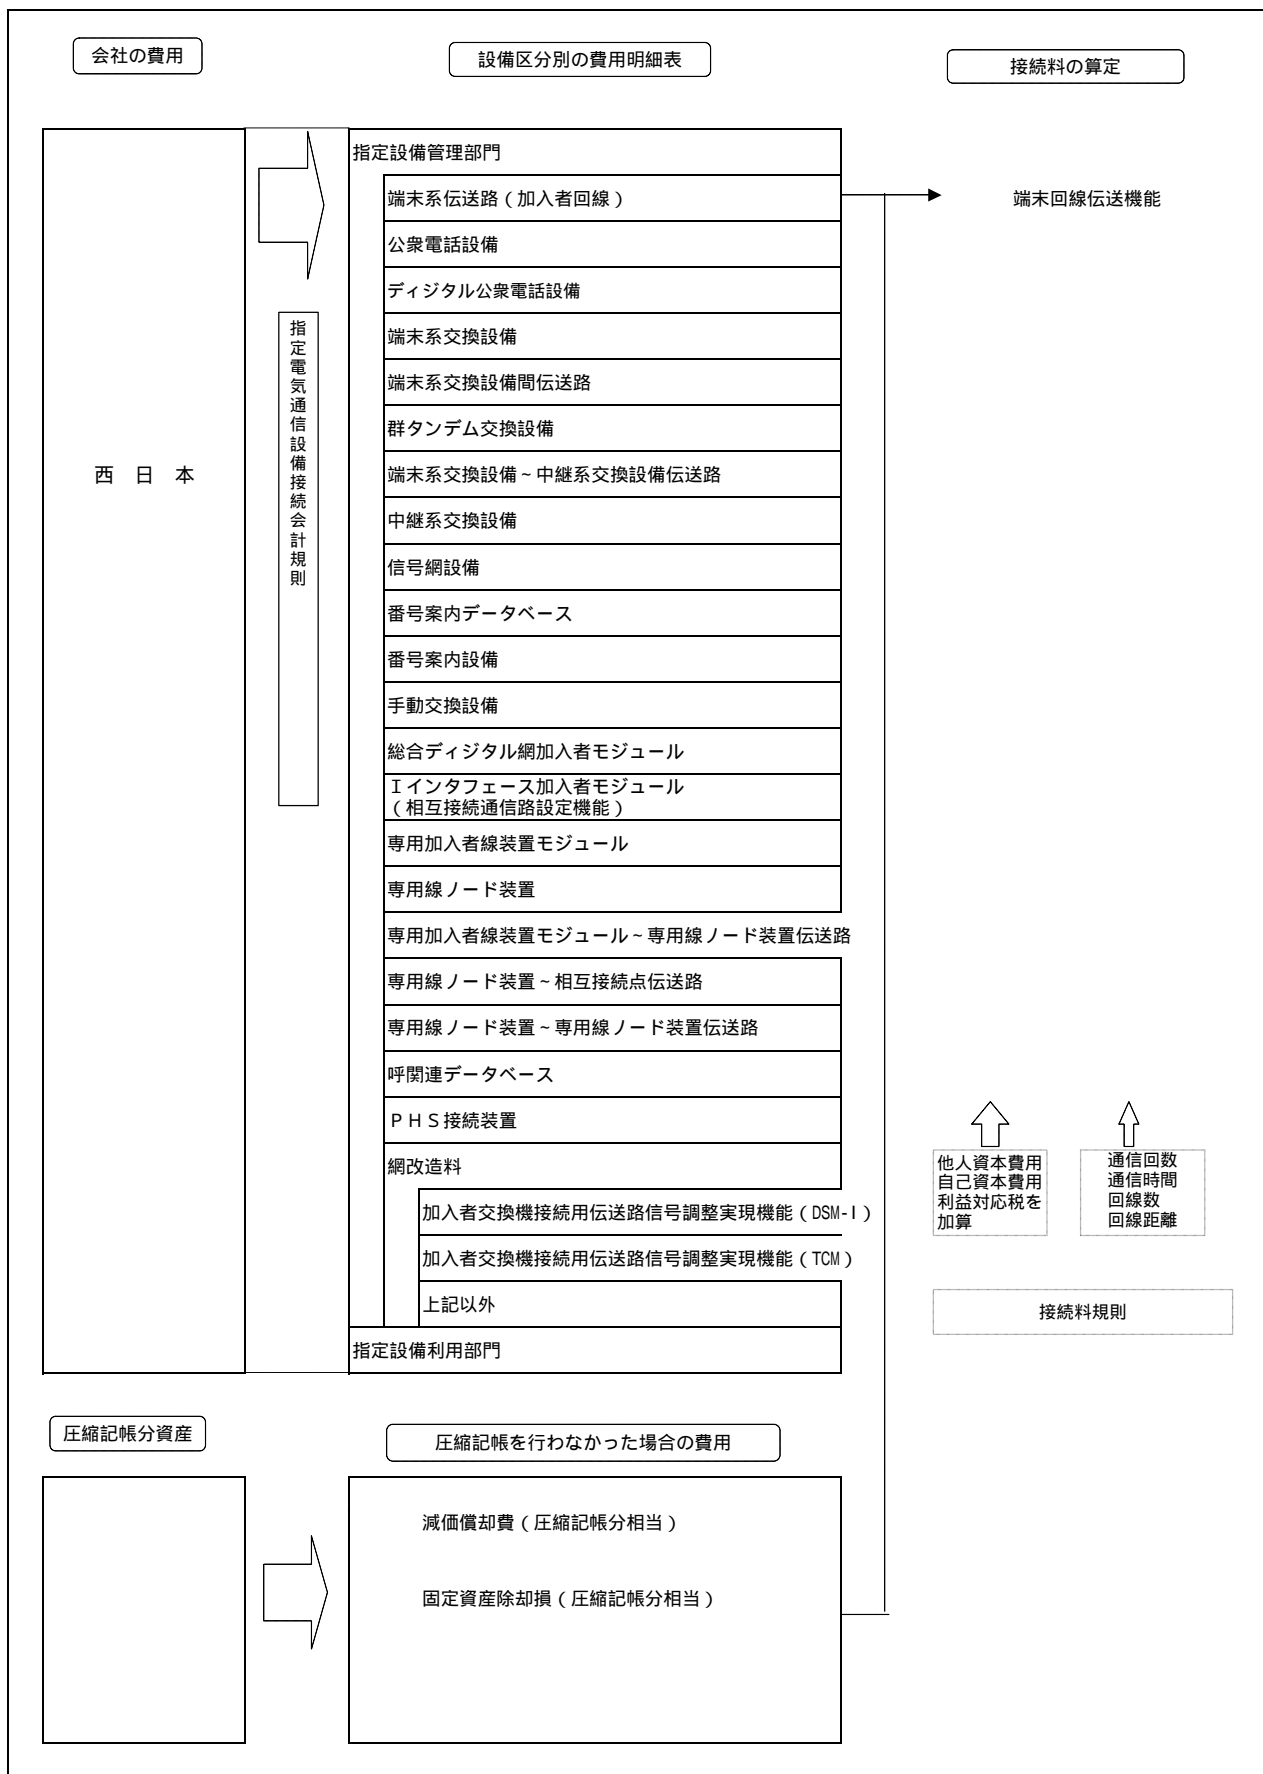 会社の費用
設備区分別の費用明細表
接続料の算定
指定設備管理部門
端末系伝送路（加入者回線）
端末回線伝送機能
公衆電話設備
ディジタル公衆電話設備
指定電気通信設備接続会計規則
端末系交換設備
端末系交換設備間伝送路
群タンデム交換設備
西日本
端末系交換設備~中継系交換設備伝送路
中継系交換設備
信号網設備
番号案内データベース
番号案内設備
手動交換設備
総合ディジタル網加入者モジュール
Ｉインタフェース加入者モジュール
（相互接続通信路設定機能）
専用加入者線装置モジュール
専用線ノード装置
専用加入者線装置モジュール~専用線ノード装置伝送路
専用線ノード装置~相互接続点伝送路
専用線ノード装置~専用線ノード装置伝送路
呼関連データベース
ＰＨＳ接続装置
網改造料
加入者交換機接続用伝送路信号調整実現機能（DSM-I）
加入者交換機接続用伝送路信号調整実現機能（TCM）
上記以外
指定設備利用部門
他人資本費用
自己資本費用
利益対応税を
加算
通信回数
通信時間
回線数
回線距離
接続料規則
圧縮記帳分資産
圧縮記帳を行わなかった場合の費用
減価償却費（圧縮記帳分相当）
固定資産除却損（圧縮記帳分相当）